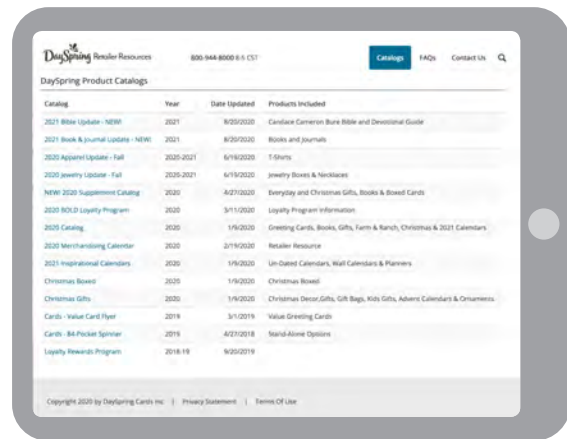 DaySpring Retailer Resources 800-944-8000 8-5 CST Catalogs FAQs Contact Us
DaySpring Product Catalogs
Catalog Year Date Updated Products Included
2021 Bible Update - NEW! 2021 8/20/2020 Candace Cameron Bure Bible and Devotional Guide
2021 Book & Journal Update - NEW! 2021 8/20/2020 Books and Journals
2020 Apparel Update - Fall 2020-2021 6/19/2020 T-Shirts
2020 Jewelry Update - Fall 2020-2021 6/19/2020 Jewelry Boxes & Necklaces
NEW! 2020 Supplement Catalog 2020 4/27/2020 Everyday and Christmas Gifts, Books & Boxed Cards
2020 BOLD Loyalty Program 2020 3/11/2020 Loyalty Program Information
2020 Catalog 2020 1/9/2020 Greeting Cards, Books, Gifts, Farm & Ranch, Christmas & 2021 Calendars
2020 Merchandising Calendar 2020 2/19/2020 Retailer Resource
2021 Inspirational Calendars 2020 1/9/2020 Un-Dated Calendars, Wall Calendars & Planners
Christmas Boxed 2020 1/9/2020 Christmas Boxed
Christmas Gifts 2020 1/9/2020 Christmas Decor,Gifts, Gift Bags, Kids Gifts, Advent Calendars & Ornaments
Cards - Value Card Flyer 2019 3/1/2019 Value Greeting Cards
Cards - 84-Pocket Spinner 2019 4/27/2018 Stand-Alone Options
Loyalty Rewards Program 2018-19 9/20/2019
Copyright 2020 by DaySpring Cards Inc | Privacy Statement | Terms Of Use